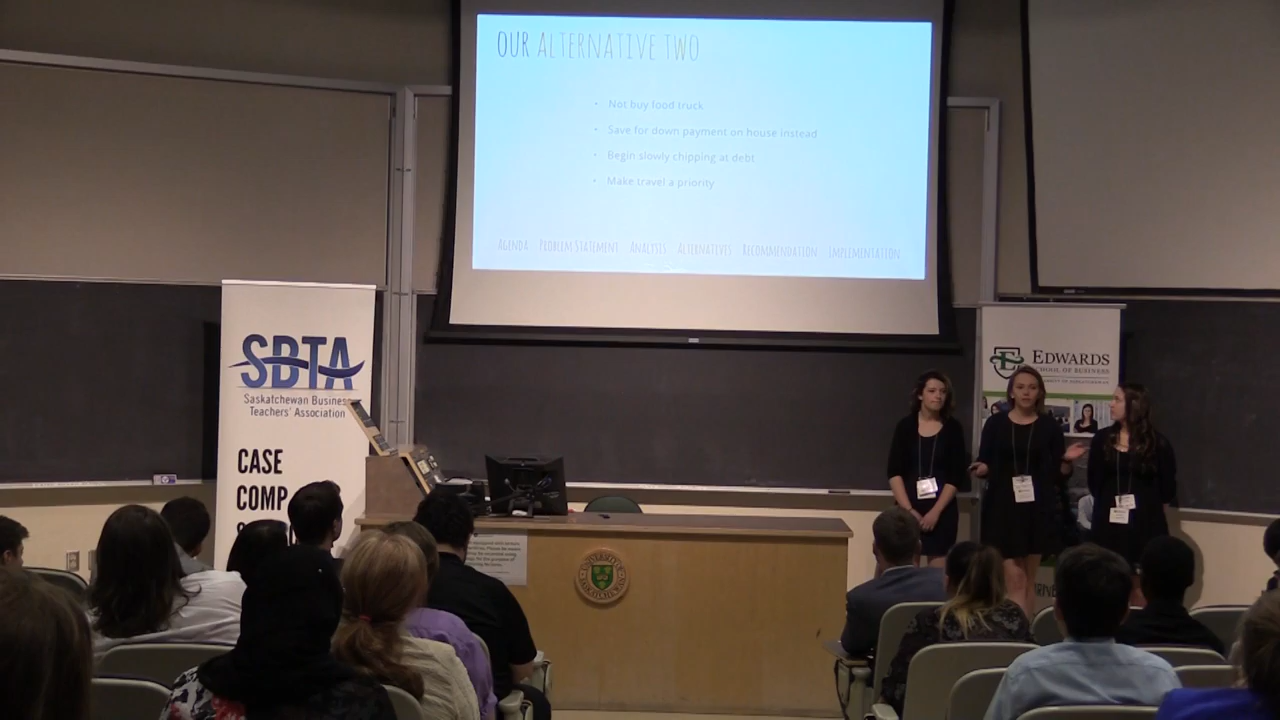 OUR ALTERNATIVE TWO
• Not buy food truck
• Save for down payment on house instead
• Begin slowly chipping at debt
• Make travel a priority
AGENDA PROBLEM STATEMENT ANALYSIS ALTERNATIVES RECOMMENDATION IMPLEMENTATION
SBTA
Saskatchewan Business
Teachers' Association
CASE
COMP
E EDWARDS
SCHOOL OF BUSINESS